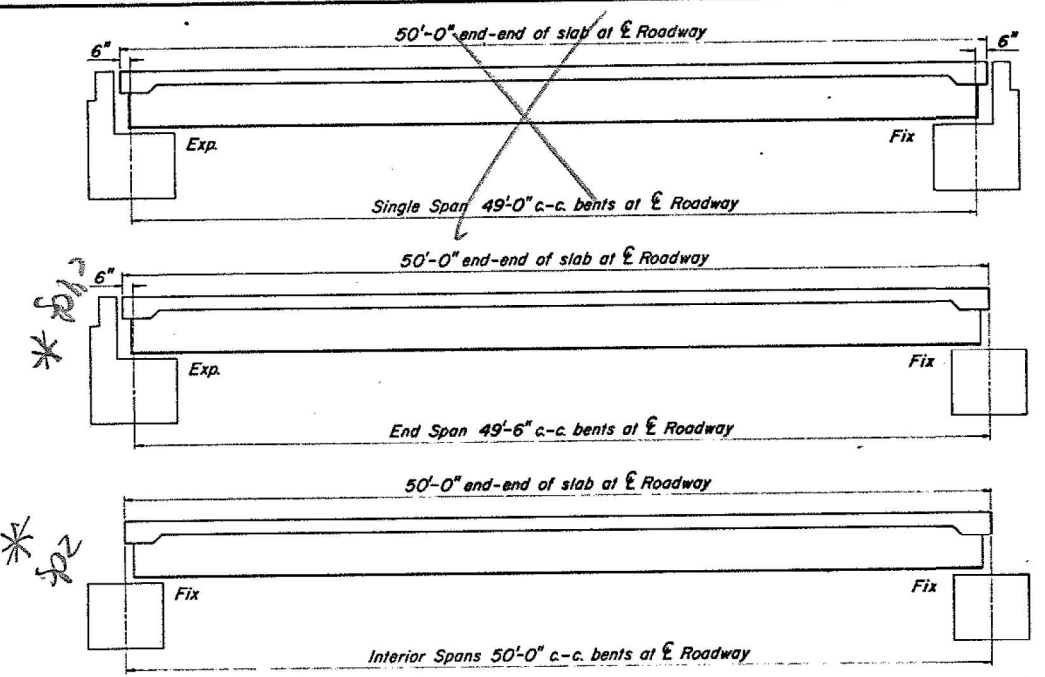 50'-0" end-end of slab at ℄ Roadway
6" 6"
Exp. Fix
Single Span 49'-0" c.-c. bents at ℄ Roadway
50'-0" end-end of slab at ℄ Roadway
6"
*
Exp. Fix
End Span 49'-6" c.-c. bents at ℄ Roadway
50'-0" end-end of slab at ℄ Roadway
*
Fix Fix
Interior Spans 50'-0" c.-c. bents at ℄ Roadway